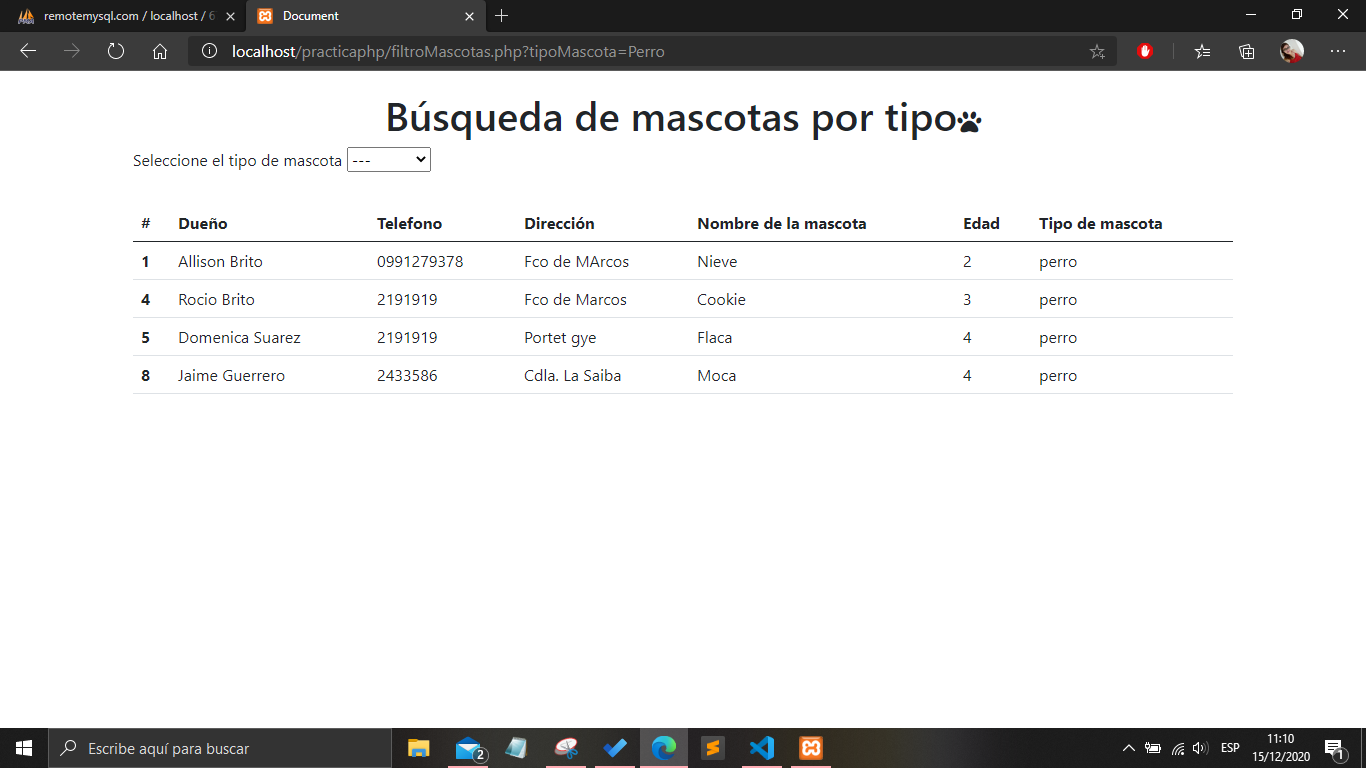 remotemysql.com / localhost / 6
Document
localhost/practicaphp/filtroMascotas.php?tipoMascota=Perro
Búsqueda de mascotas por tipo
Seleccione el tipo de mascota ---
# Dueño Telefono Dirección Nombre de la mascota Edad Tipo de mascota
1 Allison Brito 0991279378 Fco de MArcos Nieve 2 perro
4 Rocio Brito 2191919 Fco de Marcos Cookie 3 perro
5 Domenica Suarez 2191919 Portet gye Flaca 4 perro
8 Jaime Guerrero 2433586 Cdla. La Saiba Moca 4 perro
Escribe aquí para buscar
2
ESP
11:10
15/12/2020
1